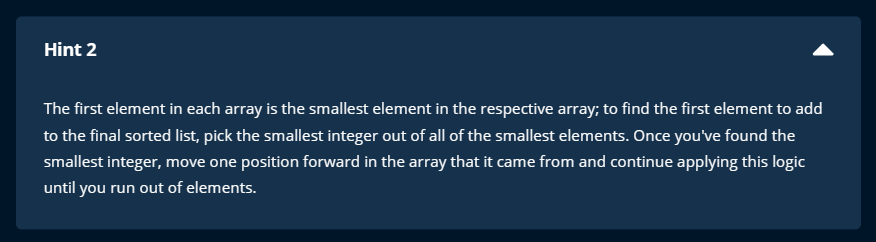 Hint 2
The first element in each array is the smallest element in the respective array; to find the first element to add
to the final sorted list, pick the smallest integer out of all of the smallest elements. Once you've found the
smallest integer, move one position forward in the array that it came from and continue applying this logic
until you run out of elements.